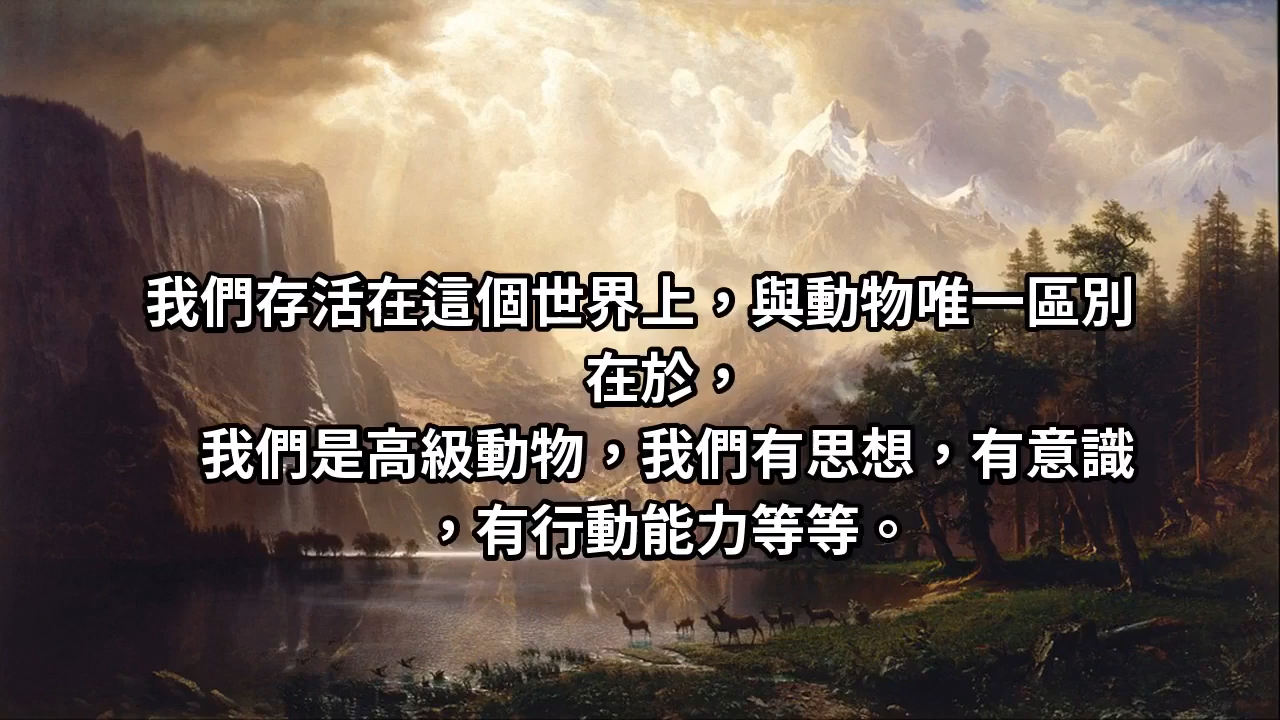 我們存活在這個世界上，與動物唯一區別
在於，
我們是高級動物，我們有思想，有意識
，有行動能力等等。